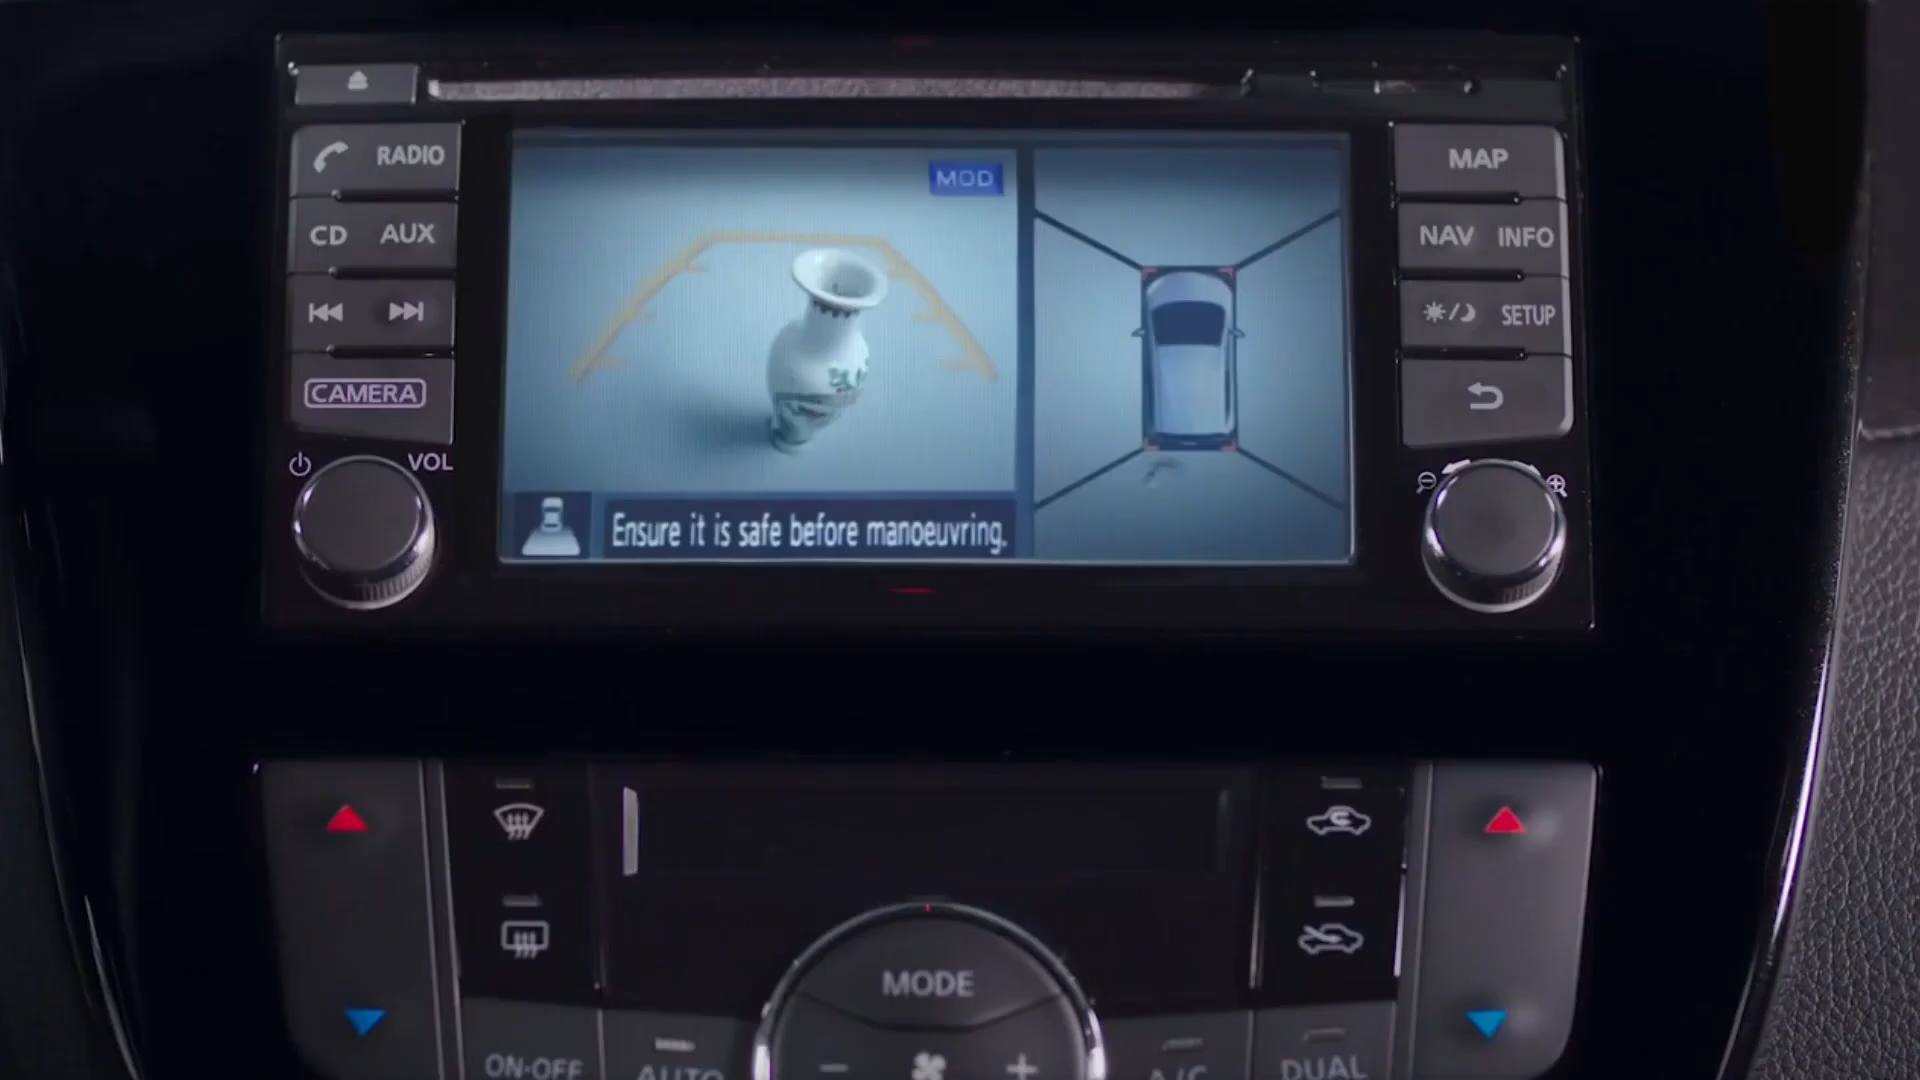 RADIO
CD AUX
CAMERA
VOL
MOD
Ensure it is safe before manoeuvring.
MAP
NAV INFO
SETUP
MODE
ON·OFF
AUTO
A/C
DUAL